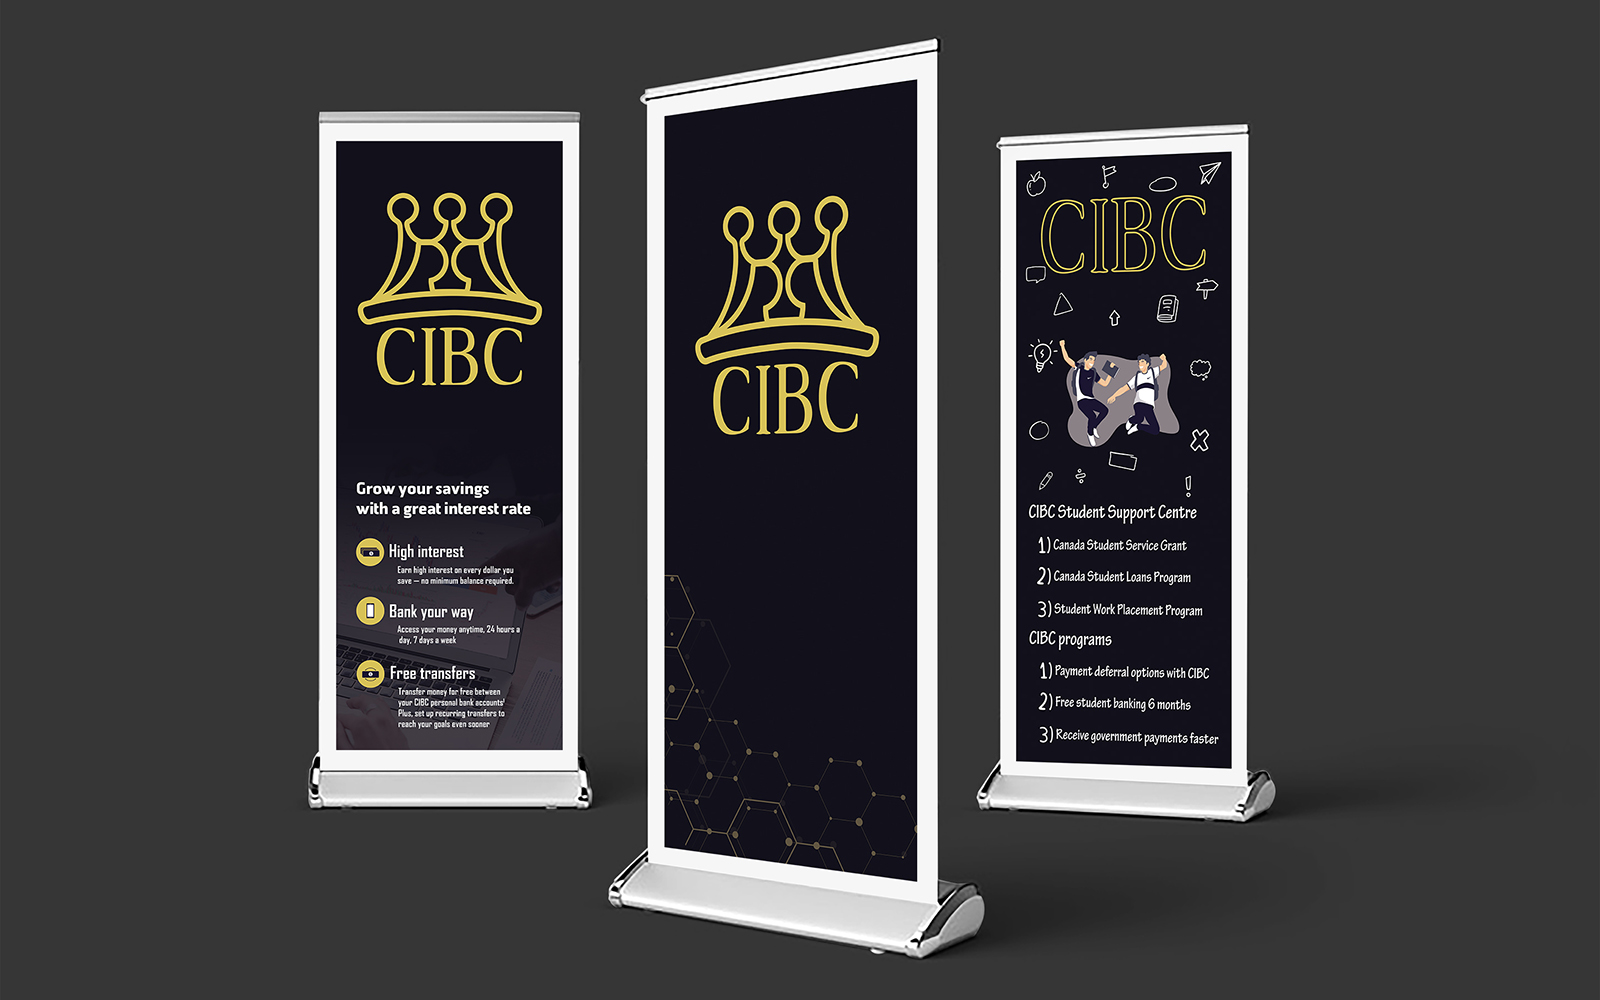 CIBC
Grow your savings
with a great interest rate
High interest
Earn high interest on every dollar you
save — no minimum balance required.
Bank your way
Access your money anytime, 24 hours a
day, 7 days a week
Free transfers
Transfer money for free between
your CIBC personal bank accounts'
Plus, set up recurring transfers to
reach your goals even sooner
CIBC
CIBC
CIBC Student Support Centre
1) Canada Student Service Grant
2) Canada Student Loans Program
3) Student Work Placement Program
CIBC programs
1) Payment deferral options with CIBC
2) Free student banking 6 months
3) Receive government payments faster